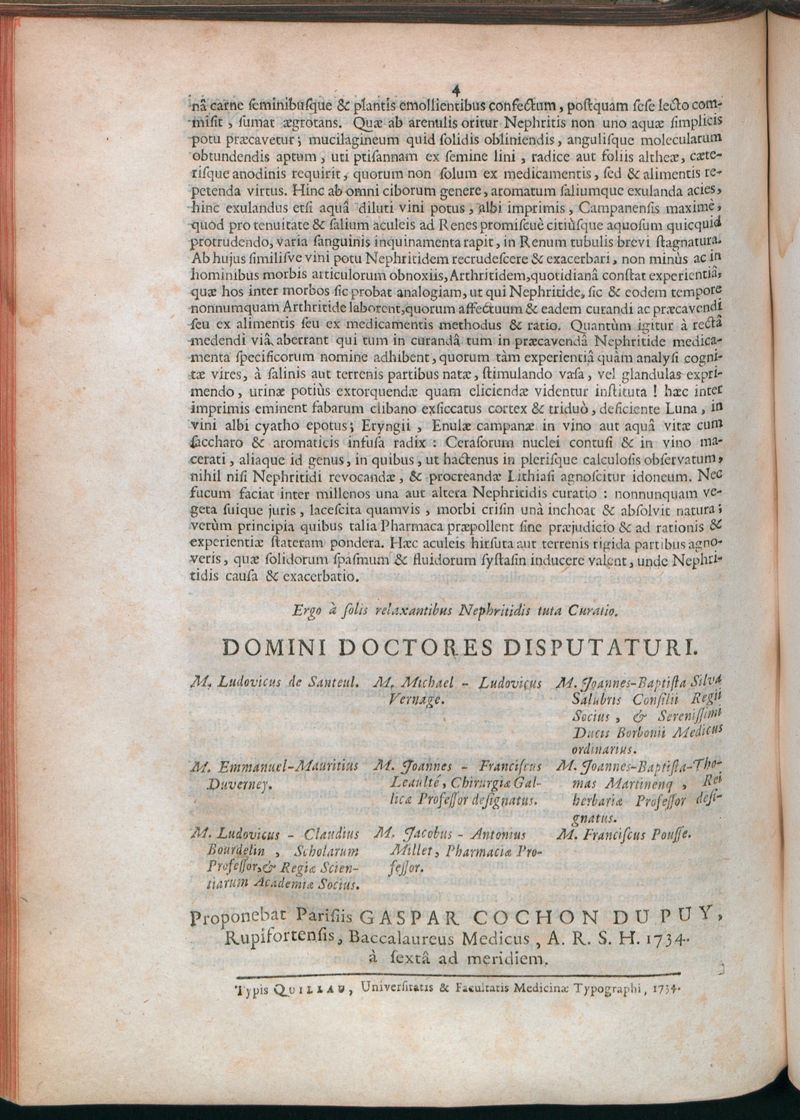 4
nâ carne ſeminibuſque & plantis emollientibus confectum, poſtquam ſeſe lecto com-
miſit, ſumat ægrotans. Quæ ab arenulis oritur Nephritis non uno aquæ ſimplicis
potu præcavetur; mucilagineum quid ſolidis obliniendis, anguliſque molecularum
obtundendis aptum, uti ptiſannam ex ſemine lini, radice aut foliis altheæ, cæte-
riſque anodinis requirit, quorum non ſolum ex medicamentis, ſed & alimentis re-
petenda virtus. Hinc ab omni ciborum genere, aromatum ſaliumque exulanda acies,
hinc exulandus etſi aquâ diluti vini potus, albi imprimis, Campanenſis maximè,
quod pro tenuitate & ſalium aculeis ad Renes promiſcuè citiùſque aquoſum quicquid
protrudendo, varia ſanguinis inquinamenta rapit, in Renum tubulis brevi ſtagnatura.
Ab hujus ſimiliſve vini potu Nephritidem recrudeſcere & exacerbari, non minùs ac in
hominibus morbis articulorum obnoxiis, Arthritidem, quotidianâ conſtat experientiâ,
quæ hos inter morbos ſic probat analogiam, ut qui Nephritide, ſic & eodem tempore
nonnumquam Arthritide laborent, quorum affectuum & eadem curandi ac præcavendi
ſeu ex alimentis ſeu ex medicamentis methodus & ratio. Quantùm igitur à rectâ
medendi viâ aberrant qui tum in curandâ tum in præcavendâ Nephritide medica-
menta ſpecificorum nomine adhibent, quorum tàm experientiâ quàm analyſi cogni-
tæ vires, à ſalinis aut terrenis partibus natæ, ſtimulando vaſa, vel glandulas expri-
mendo, urinæ potiùs extorquendæ quam eliciendæ videntur inſtituta ! hæc inter
imprimis eminent fabarum clibano exſiccatus cortex & triduò, deficiente Luna, in
vini albi cyatho epotus; Eryngii, Enulæ campanæ in vino aut aquâ vitæ cum
ſaccharo & aromaticis infuſa radix : Ceraſorum nuclei contuſi & in vino ma-
cerati, aliaque id genus, in quibus, ut hactenus in pleriſque calculoſis obſervatum,
nihil niſi Nephritidi revocandæ, & procreandæ Lithiaſi agnoſcitur idoneum. Nec
fucum faciat inter millenos una aut altera Nephritidis curatio : nonnunquam ve-
geta ſuique juris, laceſcita quamvis, morbi criſin unà inchoat & abſolvit natura;
verùm principia quibus talia Pharmaca præpollent ſine præjudicio & ad rationis &
experientiæ ſtateram pondera. Hæc aculeis hirſuta aut terrenis rigida partibus agno-
veris, quæ ſolidorum ſpaſmum & fluidorum ſyſtaſin inducere valent, unde Nephri-
tidis cauſa & exacerbatio.
Ergo à ſolis relaxantibus Nephritidis tuta Curatio.
DOMINI DOCTORES DISPUTATURI.
M. Ludovicus de Santeul.
M. Michael - Ludovicus
Vernage.
M. Joannes-Baptiſta Silva
Salubris Conſilii Regii
Socius, & Sereniſſimi
Ducis Borbonii Medicus
ordinarius.
M. Emmanuel-Mauritius
Duverney.
M. Joannes - Franciſcus
Leaulté, Chirurgiæ Gal-
licæ Profeſſor deſignatus.
M. Joannes-Baptiſta-Tho-
mas Martinenq, Rei
herbariæ Profeſſor deſi-
gnatus.
M. Ludovicus - Claudius
Bourdelin, Scholarum
Profeſſor, & Regiæ Scien-
tiarum Academiæ Socius.
M. Jacobus - Antonius
Millet, Pharmaciæ Pro-
feſſor.
M. Franciſcus Pouſſe.
Proponebat Pariſiis GASPAR COCHON DUPUY,
Rupifortenſis, Baccalaureus Medicus, A. R. S. H. 1734.
à ſextâ ad meridiem.
Typis QUILLAU, Univerſitatis & Facultatis Medicinæ Typographi, 1734.